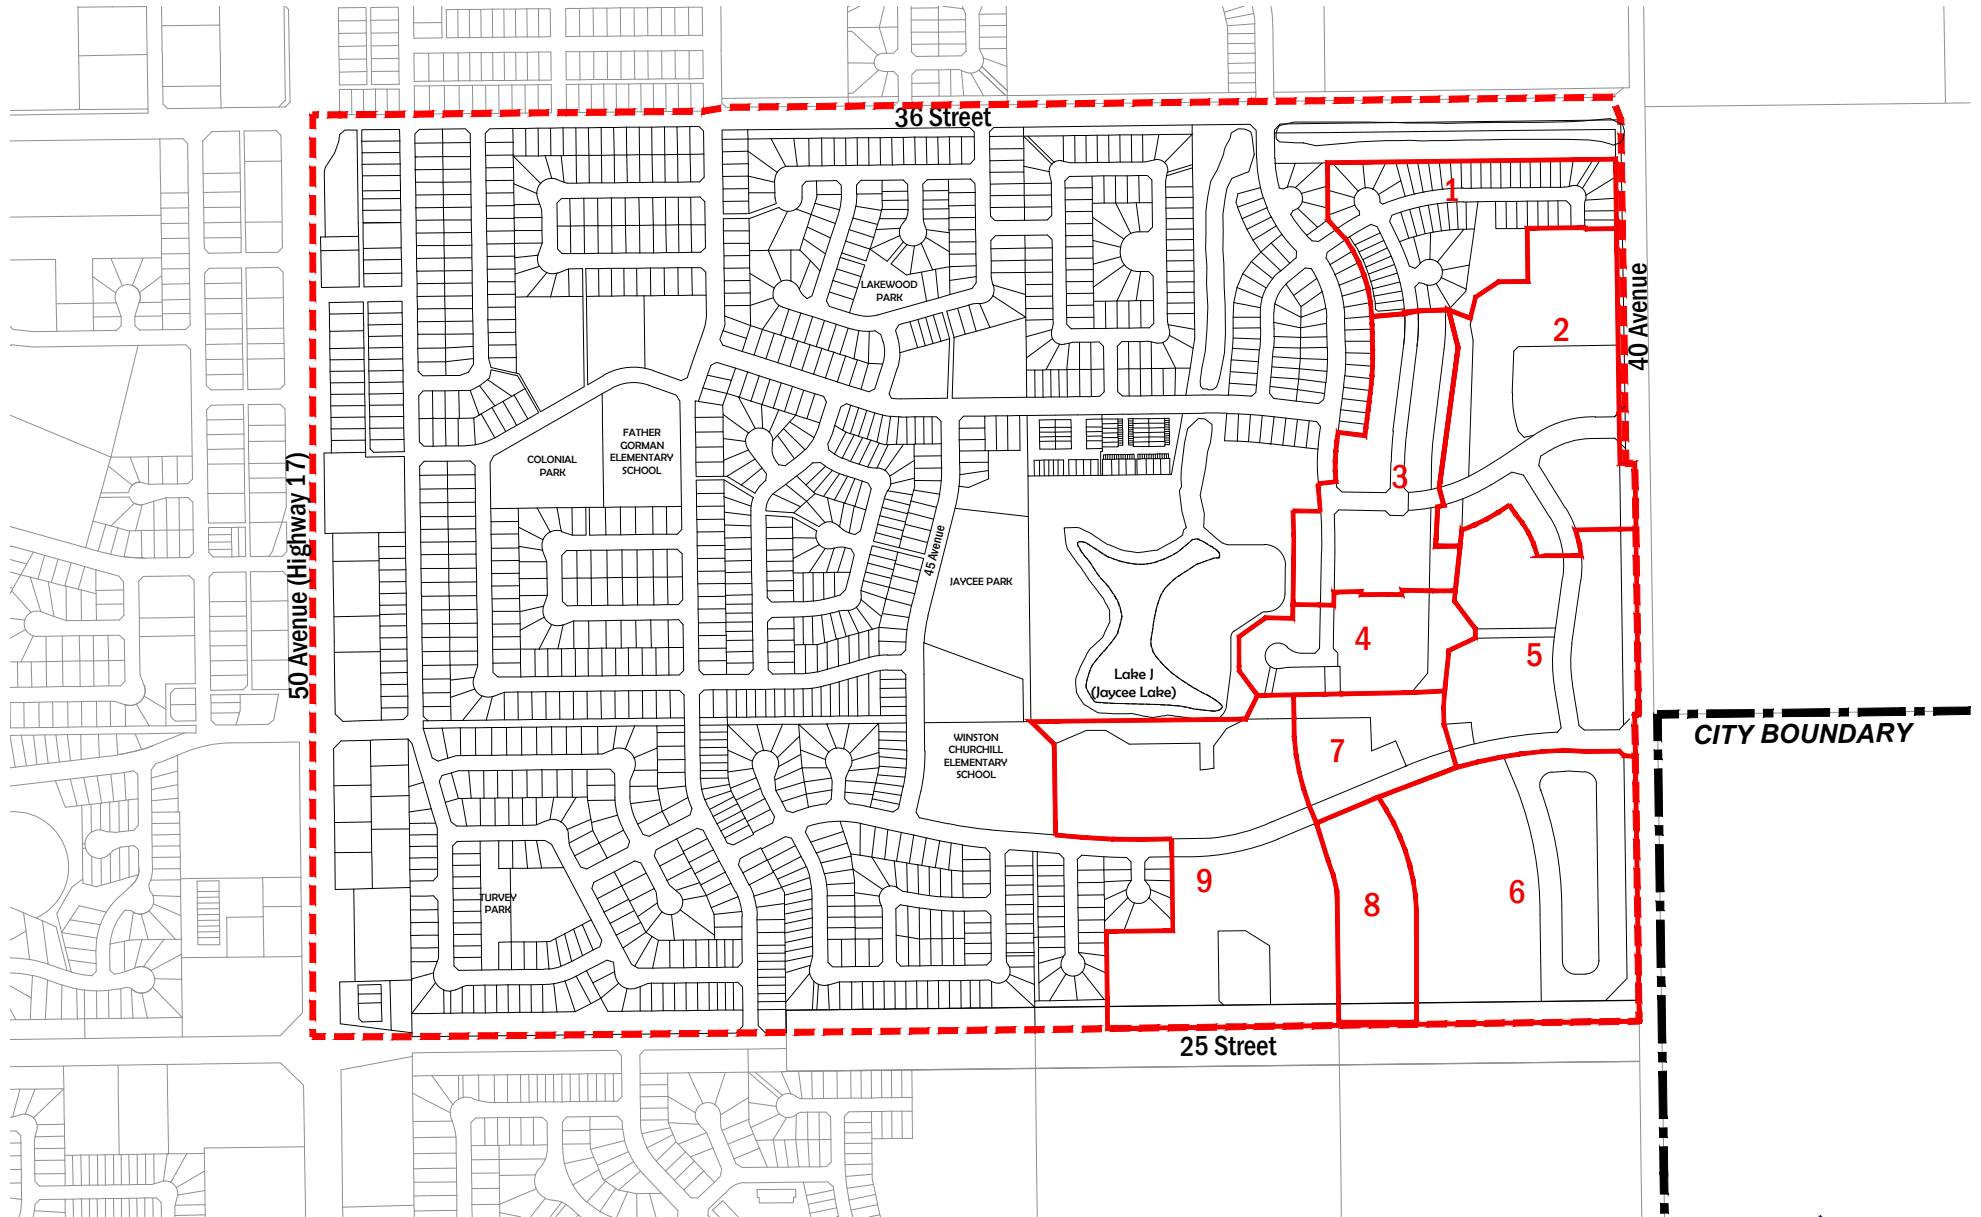 36 Street
1
LAKEWOOD
PARK
2
40 Avenue
FATHER
GORMAN
ELEMENTARY
SCHOOL
COLONIAL
PARK
3
50 Avenue (Highway 17)
45 Avenue
JAYCEE PARK
4
5
Lake J
(Jaycee Lake)
CITY BOUNDARY
WINSTON
CHURCHILL
ELEMENTARY
SCHOOL
7
TURVEY
PARK
9
8
6
25 Street